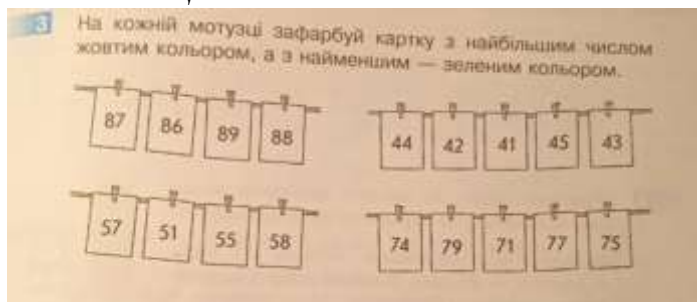 3 На кожній мотузці зафарбуй картку з найбільшим числом
жовтим кольором, а з найменшим — зеленим кольором.
87 86 89 88
44 42 41 45 43
57 51 55 58
74 79 71 77 75